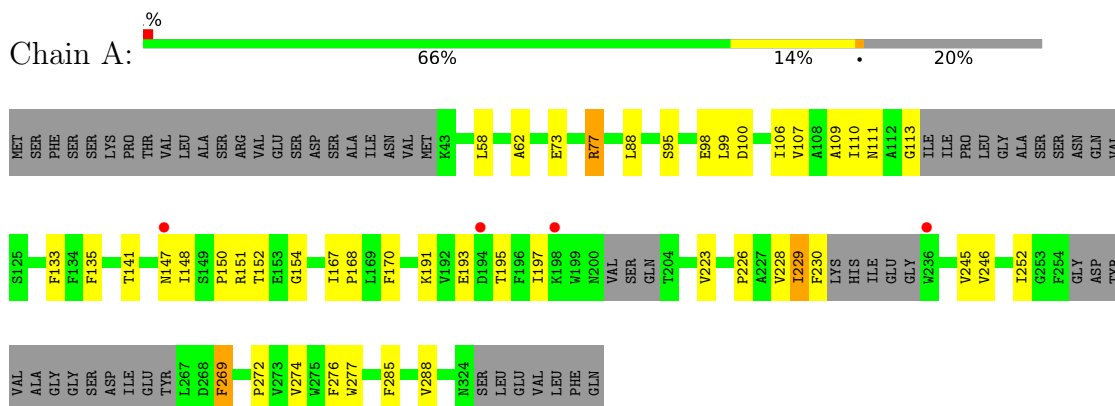 .%
Chain A:
66% 14% • 20%
MET SER PHE SER SER LYS PRO THR VAL LEU ALA SER ARG VAL GLU SER ASP SER ALA ILE ASN VAL MET K43 L58 A62 E73 R77 L88 S95 E98 L99 D100 I106 V107 A108 A109 I110 N111 A112 G113 ILE ILE PRO LEU GLY ALA SER SER ASN GLN VAL
S125 F133 F134 F135 T141 N147 I148 S149 P150 R151 T152 E153 G154 I167 P168 L169 F170 K191 V192 E193 D194 T195 F196 I197 K198 W199 N200 VAL SER GLN T204 V223 P226 A227 V228 I229 F230 LYS HIS ILE GLU GLY W236 V245 V246 I252 G253 F254 GLY ASP TYR
VAL ALA GLY GLY SER ASP ILE GLU TYR L267 D268 F269 P272 V273 V274 W275 F276 W277 F285 V288 N324 SER LEU GLU VAL LEU PHE GLN